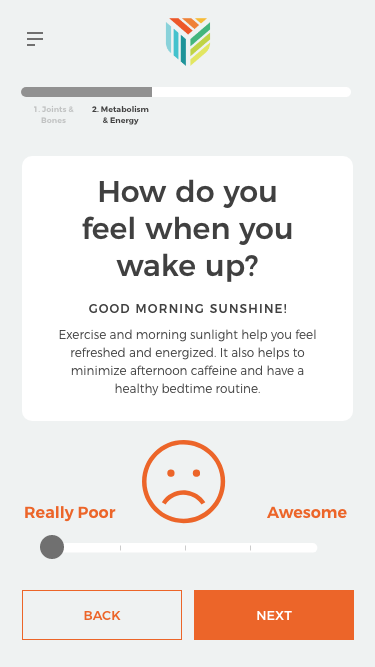 1. Joints & 2. Metabolism
Bones & Energy
How do you
feel when you
wake up?
GOOD MORNING SUNSHINE!
Exercise and morning sunlight help you feel
refreshed and energized. It also helps to
minimize afternoon caffeine and have a
healthy bedtime routine.
Really Poor Awesome
BACK NEXT